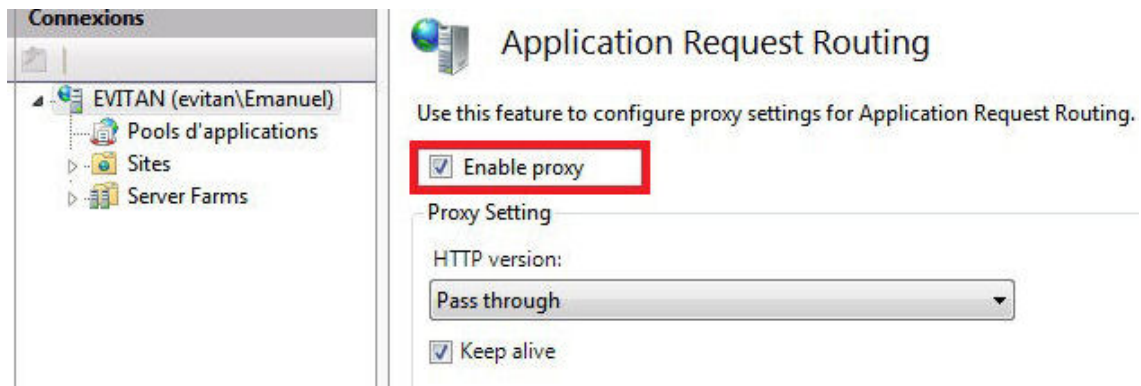 Connexions
EVITAN (evitan\Emanuel)
Pools d'applications
Sites
Server Farms
Application Request Routing
Use this feature to configure proxy settings for Application Request Routing.
Enable proxy
Proxy Setting
HTTP version:
Pass through
Keep alive